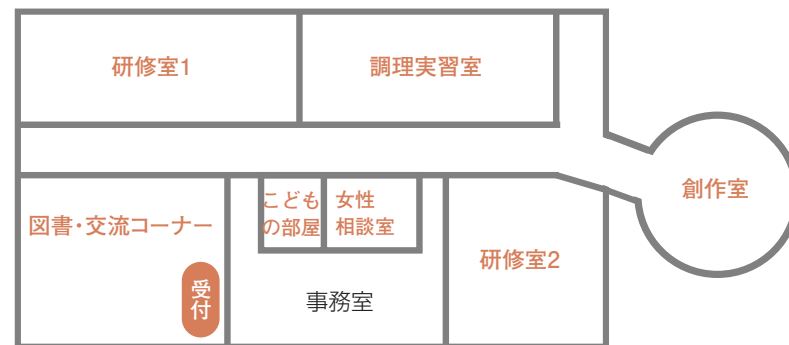 研修室1
調理実習室
創作室
図書・交流コーナー
受付
こども
の部屋
女性
相談室
事務室
研修室2